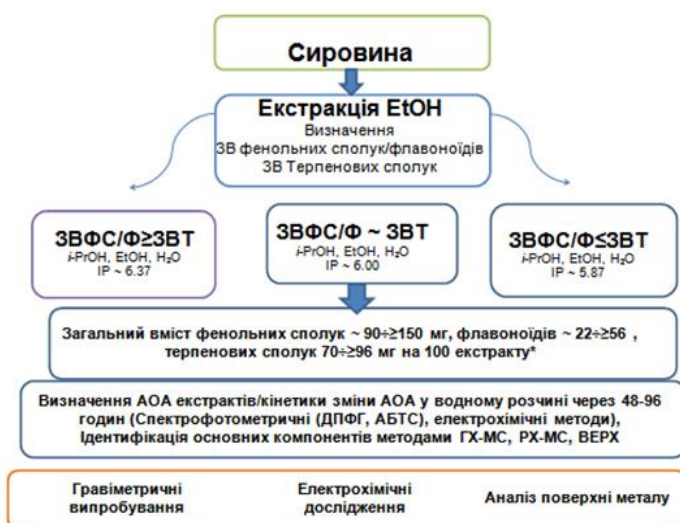 Сировина
Екстракція EtOH
Визначення
ЗВ фенольних сполук/флавоноїдів
ЗВ Терпенових сполук
ЗВФС/Ф≥ЗВТ
i-PrOH, EtOH, H₂O
IP ~ 6.37
ЗВФС/Ф ~ ЗВТ
i-PrOH, EtOH, H₂O
IP ~ 6.00
ЗВФС/Ф≤ЗВТ
i-PrOH, EtOH, H₂O
IP ~ 5.87
Загальний вміст фенольних сполук ~ 90÷≥150 мг, флавоноїдів ~ 22÷≥56 ,
терпенових сполук 70÷≥96 мг на 100 екстракту*
Визначення АОА екстрактів/кінетики зміни АОА у водному розчині через 48-96
годин (Спектрофотометричні (ДПФГ, АБТС), електрохімічні методи),
Ідентифікація основних компонентів методами ГХ-МС, РХ-МС, ВЕРХ
Гравіметричні
випробування
Електрохімічні
дослідження
Аналіз поверхні металу